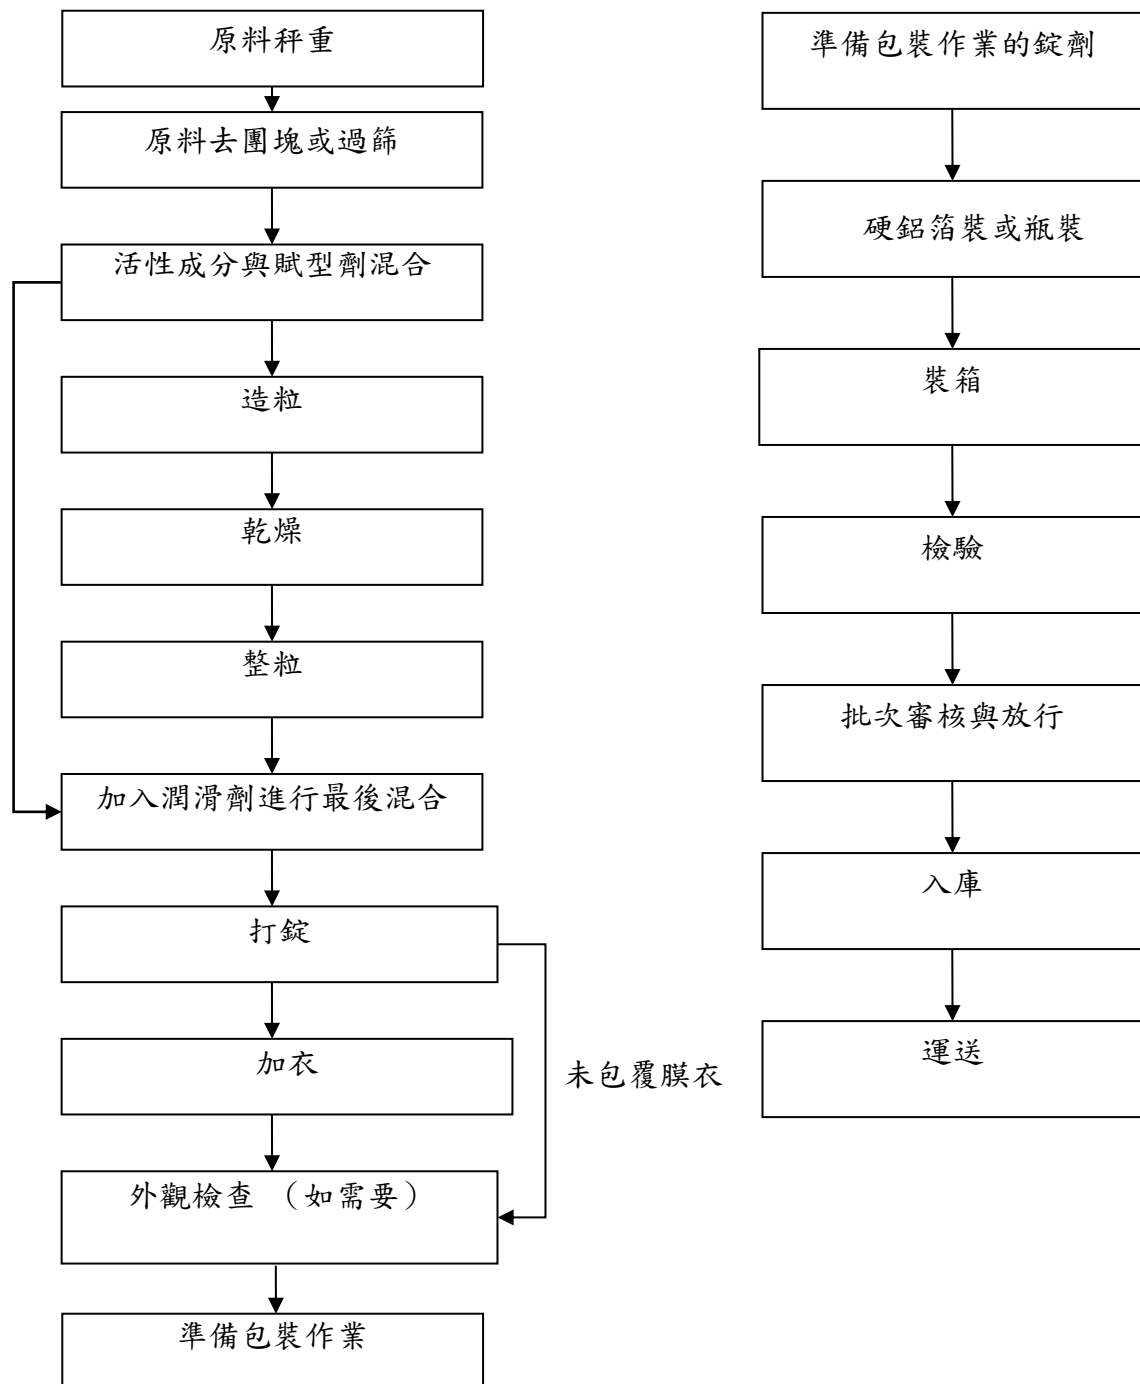 原料秤重
原料去團塊或過篩
活性成分與賦型劑混合
造粒
乾燥
整粒
加入潤滑劑進行最後混合
打錠
加衣
未包覆膜衣
外觀檢查 （如需要）
準備包裝作業
準備包裝作業的錠劑
硬鋁箔裝或瓶裝
裝箱
檢驗
批次審核與放行
入庫
運送